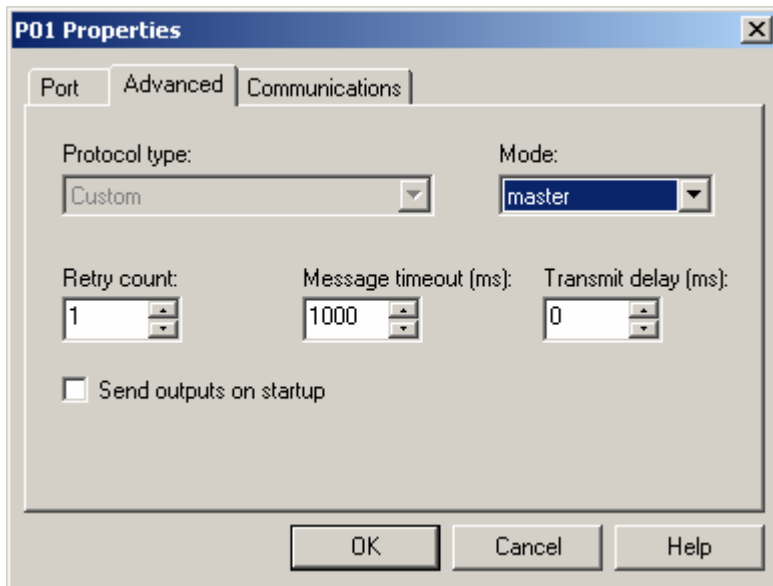 P01 Properties
Port Advanced Communications
Protocol type: Mode:
Custom master
Retry count: Message timeout (ms): Transmit delay (ms):
1 1000 0
Send outputs on startup
OK Cancel Help